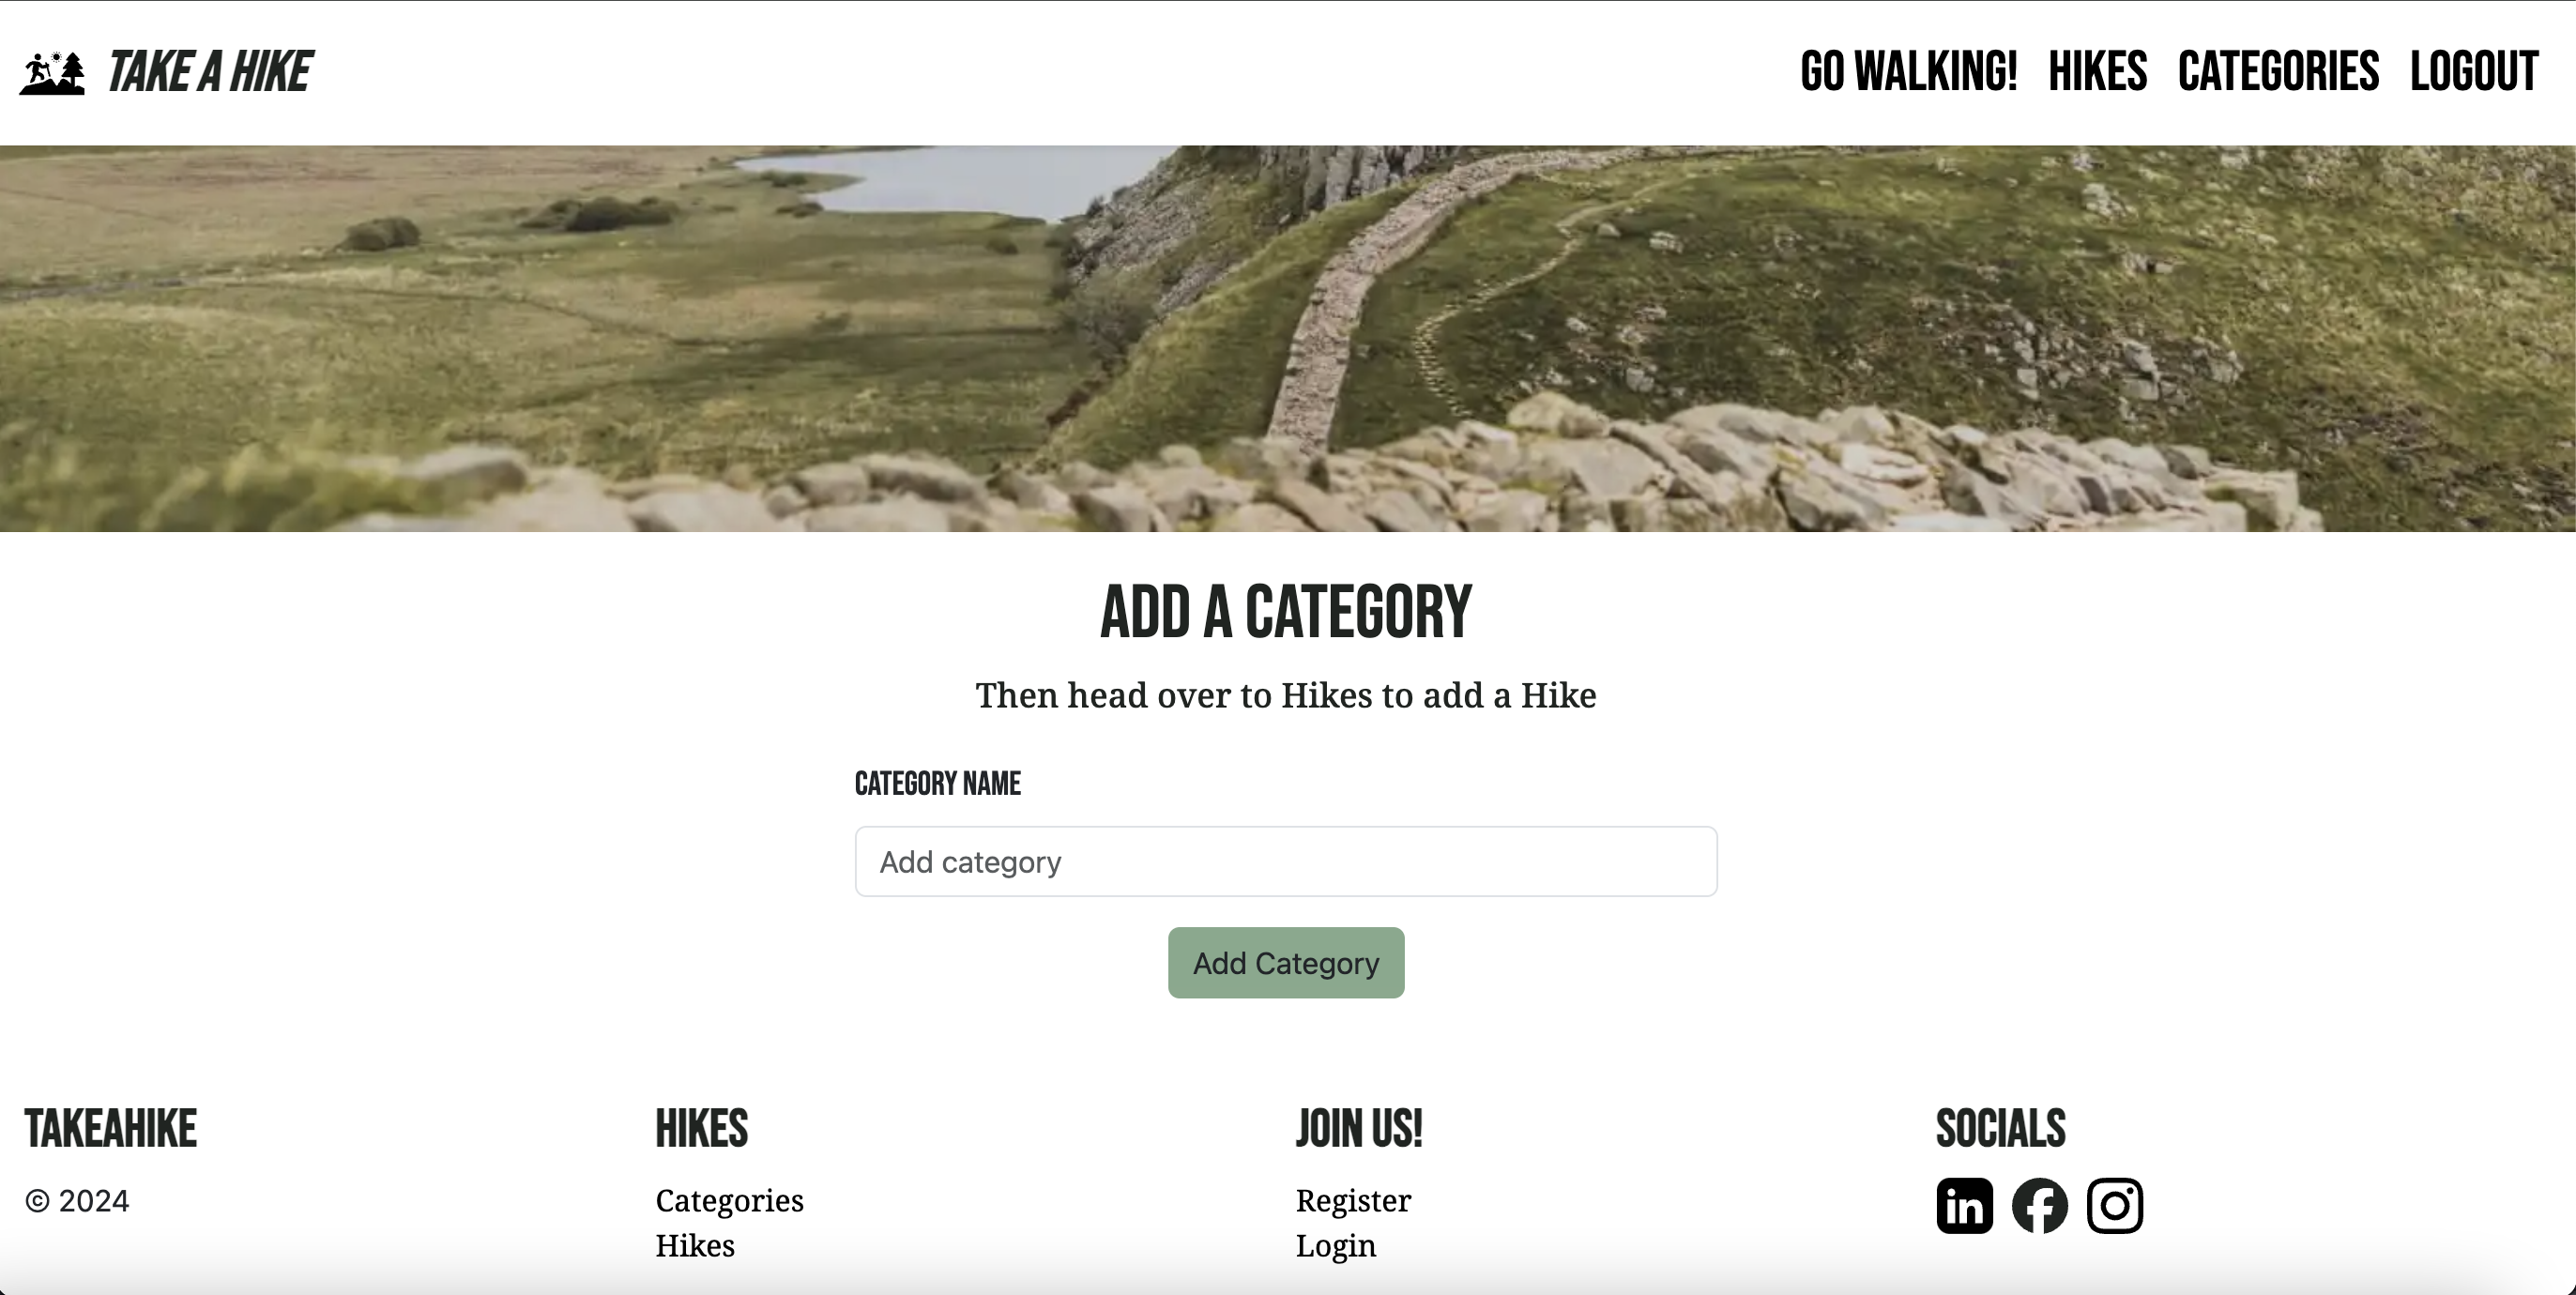 TAKE A HIKE
GO WALKING! HIKES CATEGORIES LOGOUT
ADD A CATEGORY
Then head over to Hikes to add a Hike
CATEGORY NAME
Add category
Add Category
TAKEAHIKE
© 2024
HIKES
Categories
Hikes
JOIN US!
Register
Login
SOCIALS
in f